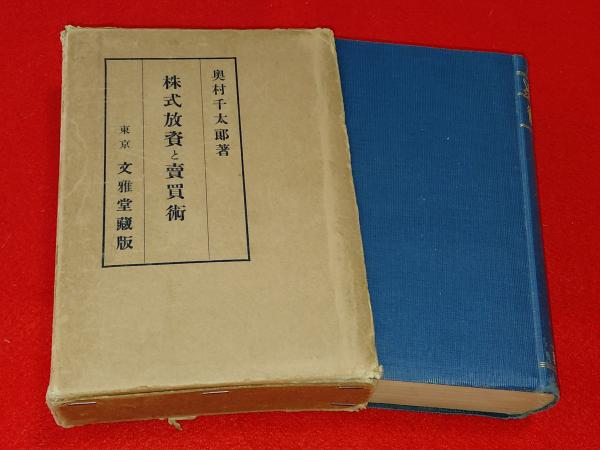 奥村千太郎著
株式放資と賣買術
東京 文雅堂藏版